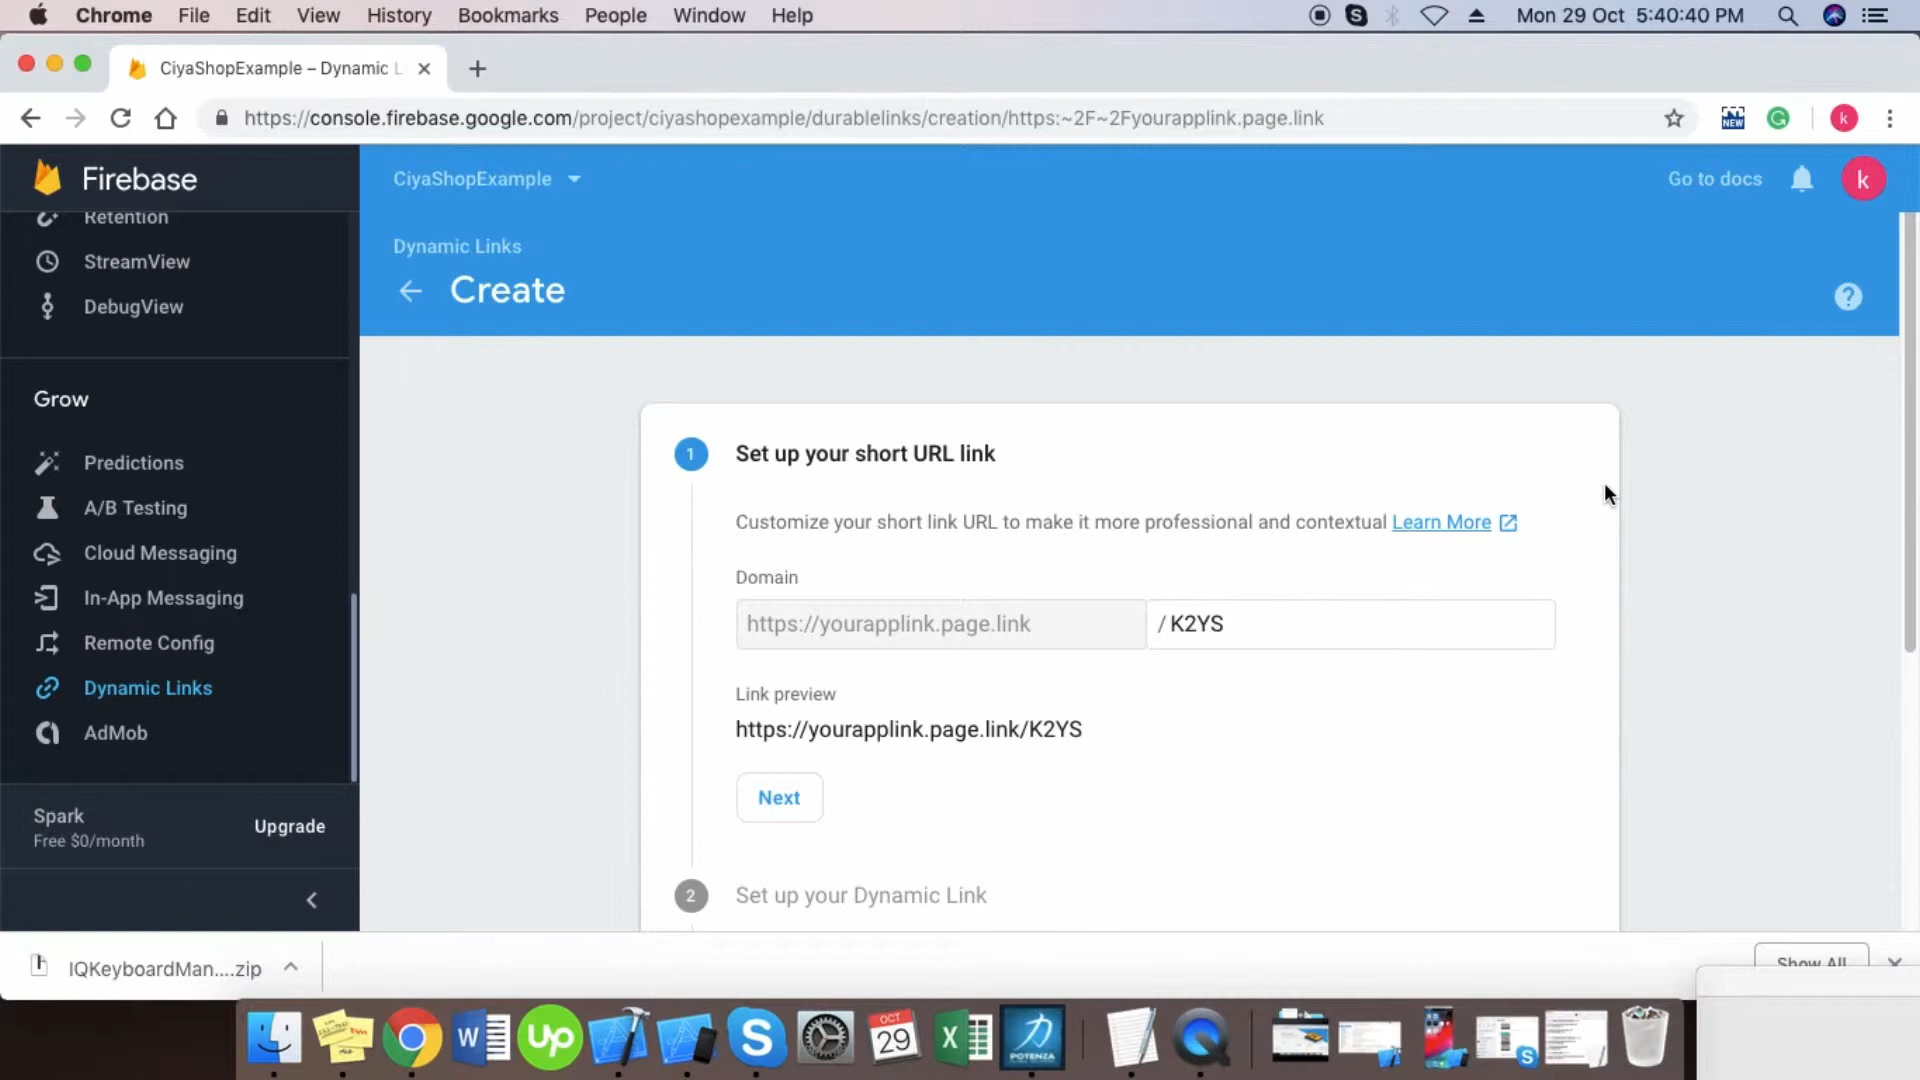 Chrome File Edit View History Bookmarks People Window Help Mon 29 Oct 5:40:40 PM
CiyaShopExample – Dynamic L
https://console.firebase.google.com/project/ciyashopexample/durablelinks/creation/https:~2F~2Fyourapplink.page.link
NEW
k
Firebase
CiyaShopExample
Go to docs
k
Retention
StreamView
DebugView
Dynamic Links
Create
Grow
Predictions
A/B Testing
Cloud Messaging
In-App Messaging
Remote Config
Dynamic Links
AdMob
Spark
Free $0/month
Upgrade
1 Set up your short URL link
Customize your short link URL to make it more professional and contextual Learn More
Domain
https://yourapplink.page.link / K2YS
Link preview
https://yourapplink.page.link/K2YS
Next
2 Set up your Dynamic Link
IQKeyboardMan....zip
Show All
OCT
29
POTENZA